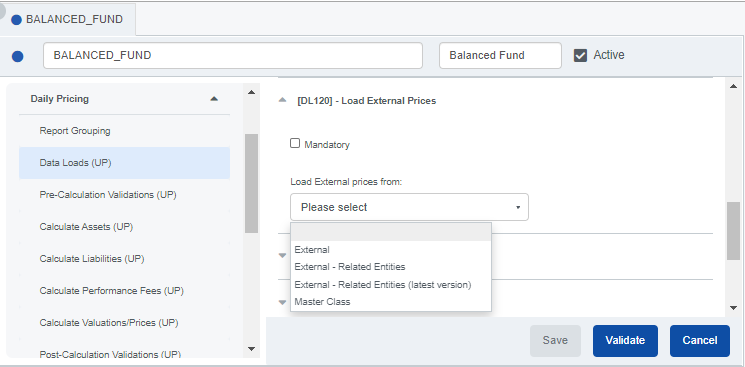 BALANCED_FUND
BALANCED_FUND
Balanced Fund
Active
Daily Pricing
Report Grouping
Data Loads (UP)
Pre-Calculation Validations (UP)
Calculate Assets (UP)
Calculate Liabilities (UP)
Calculate Performance Fees (UP)
Calculate Valuations/Prices (UP)
Post-Calculation Validations (UP)
[DL120] - Load External Prices
Mandatory
Load External prices from:
Please select
External
External - Related Entities
External - Related Entities (latest version)
Master Class
Save
Validate
Cancel